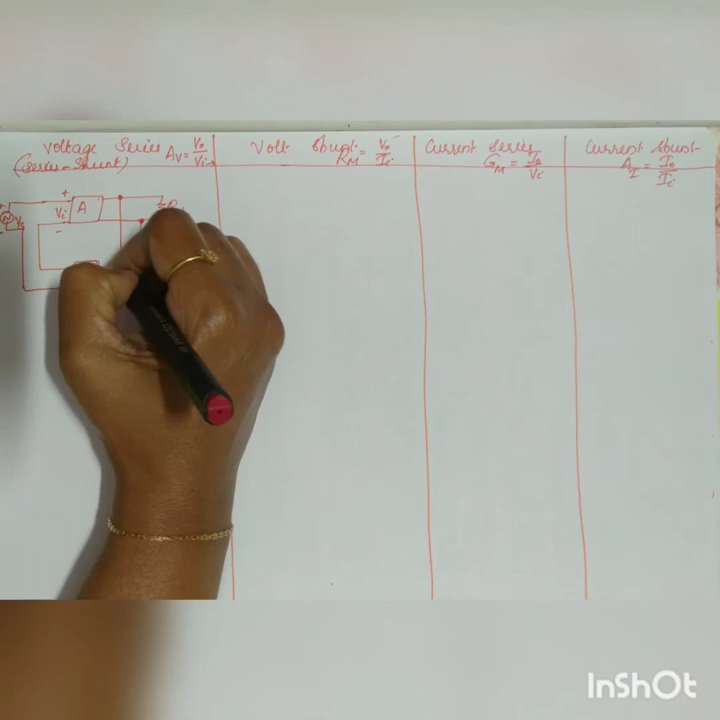 Voltage Series Av = Vo/Vi
(Series-Shunt)
Volt Shunt RM = Vo/Ii
Current Series
GM = Io/Vi
Current Shunt
AI = Io/Ii
+
Vi A
+
Vs
-
-
InShOt